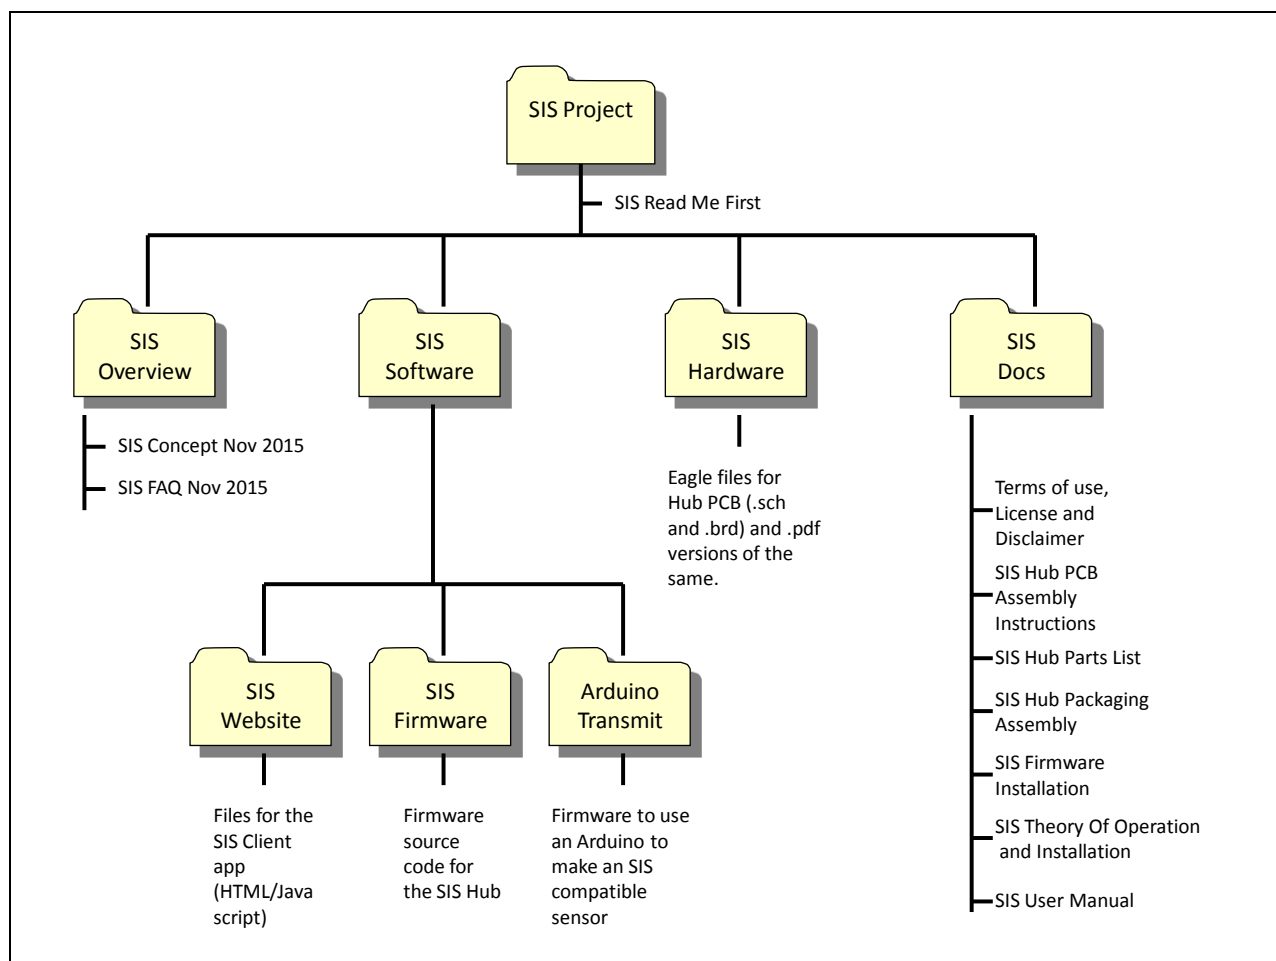 SIS Project
SIS Read Me First
SIS
Overview
SIS
Software
SIS
Hardware
SIS
Docs
SIS Concept Nov 2015
SIS FAQ Nov 2015
Eagle files for
Hub PCB (.sch
and .brd) and .pdf
versions of the
same.
Terms of use,
License and
Disclaimer
SIS Hub PCB
Assembly
Instructions
SIS Hub Parts List
SIS Hub Packaging
Assembly
SIS Firmware
Installation
SIS Theory Of Operation
and Installation
SIS User Manual
SIS
Website
SIS
Firmware
Arduino
Transmit
Files for the
SIS Client
app
(HTML/Java
script)
Firmware
source
code for
the SIS Hub
Firmware to use
an Arduino to
make an SIS
compatible
sensor